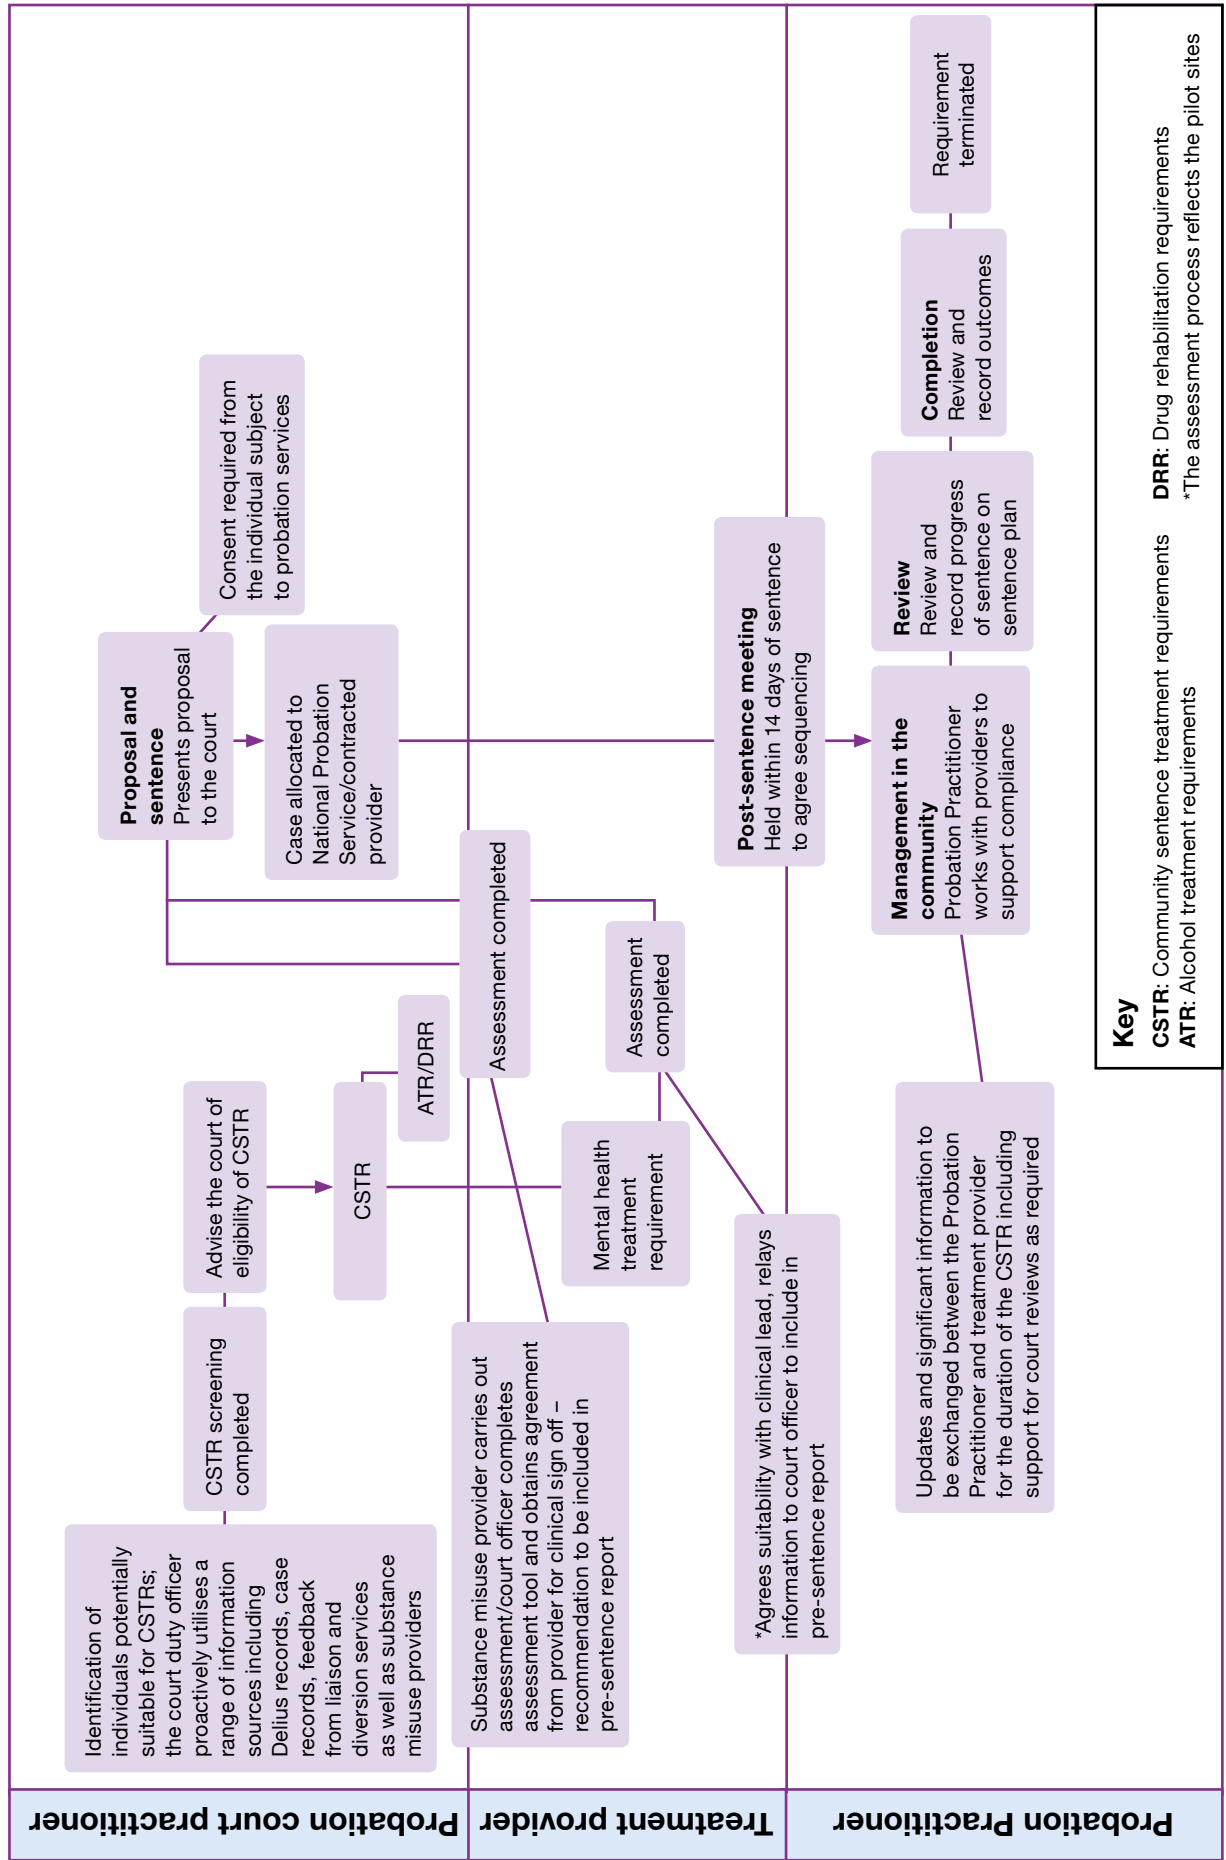 Probation court practitioner
Identification of
individuals potentially
suitable for CSTRs;
the court duty officer
proactively utilises a
range of information
sources including
Delius records, case
records, feedback
from liaison and
diversion services
as well as substance
misuse providers
CSTR screening
completed
Advise the court of
eligibility of CSTR
CSTR
ATR/DRR
Proposal and
sentence
Presents proposal
to the court
Consent required from
the individual subject
to probation services
Case allocated to
National Probation
Service/contracted
provider
Treatment provider
Substance misuse provider carries out
assessment/court officer completes
assessment tool and obtains agreement
from provider for clinical sign off –
recommendation to be included in
pre-sentence report
Assessment completed
Mental health
treatment
requirement
Assessment
completed
*Agrees suitability with clinical lead, relays
information to court officer to include in
pre-sentence report
Post-sentence meeting
Held within 14 days of sentence
to agree sequencing
Probation Practitioner
Updates and significant information to
be exchanged between the Probation
Practitioner and treatment provider
for the duration of the CSTR including
support for court reviews as required
Management in the
community
Probation Practitioner
works with providers to
support compliance
Review
Review and
record progress
of sentence on
sentence plan
Completion
Review and
record outcomes
Requirement
terminated
Key
CSTR: Community sentence treatment requirements
DRR: Drug rehabilitation requirements
ATR: Alcohol treatment requirements
*The assessment process reflects the pilot sites